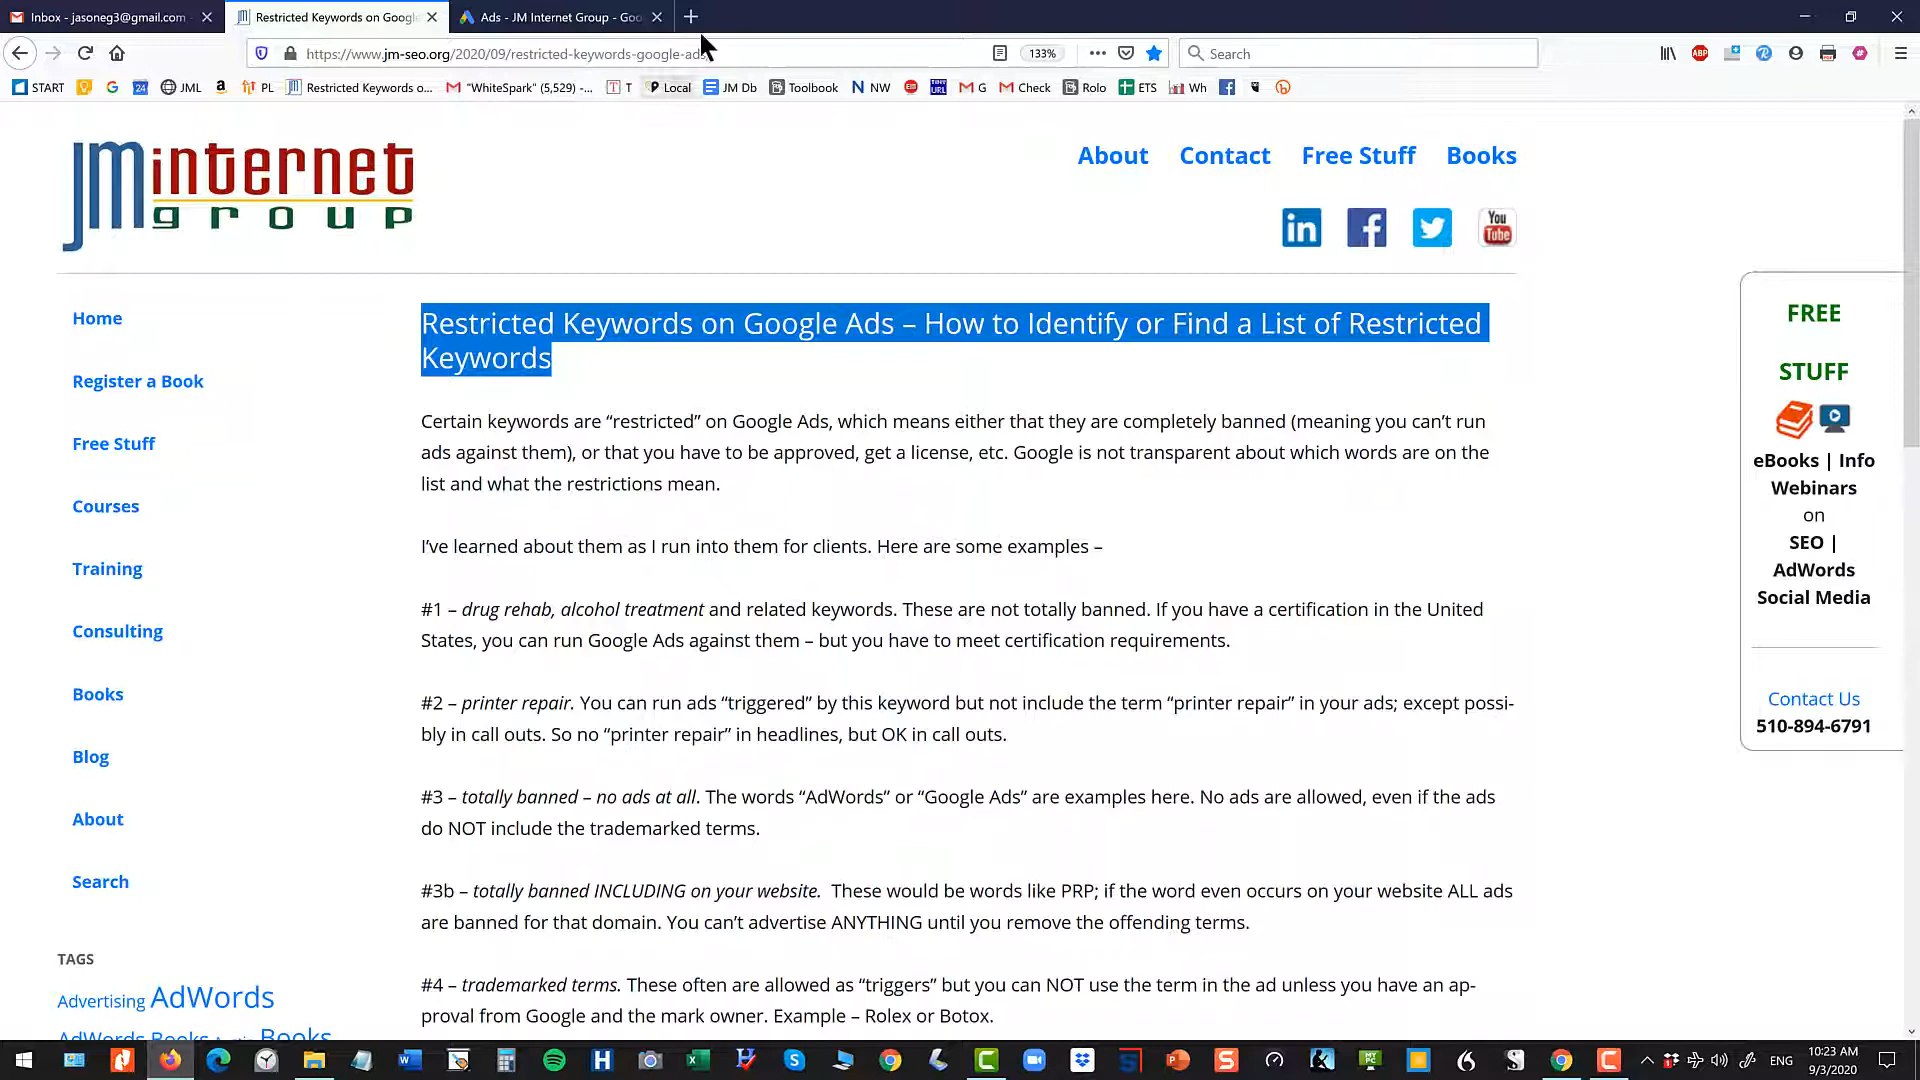 Inbox - jasoneg3@gmail.com
Restricted Keywords on Google
Ads - JM Internet Group - Goo
https://www.jm-seo.org/2020/09/restricted-keywords-google-ads
133%
Search
START
JML
PL
Restricted Keywords o...
"WhiteSpark" (5,529) -...
T
Local
JM Db
Toolbook
NW
G
Check
Rolo
ETS
Wh
JM internet group
About
Contact
Free Stuff
Books
in
You Tube
Home
Register a Book
Free Stuff
Courses
Training
Consulting
Books
Blog
About
Search
TAGS
Advertising AdWords
AdWords Books
Books
Restricted Keywords on Google Ads – How to Identify or Find a List of Restricted
Keywords
Certain keywords are “restricted” on Google Ads, which means either that they are completely banned (meaning you can’t run
ads against them), or that you have to be approved, get a license, etc. Google is not transparent about which words are on the
list and what the restrictions mean.
I’ve learned about them as I run into them for clients. Here are some examples –
#1 – drug rehab, alcohol treatment and related keywords. These are not totally banned. If you have a certification in the United
States, you can run Google Ads against them – but you have to meet certification requirements.
#2 – printer repair. You can run ads “triggered” by this keyword but not include the term “printer repair” in your ads; except possi-
bly in call outs. So no “printer repair” in headlines, but OK in call outs.
#3 – totally banned – no ads at all. The words “AdWords” or “Google Ads” are examples here. No ads are allowed, even if the ads
do NOT include the trademarked terms.
#3b – totally banned INCLUDING on your website. These would be words like PRP; if the word even occurs on your website ALL ads
are banned for that domain. You can’t advertise ANYTHING until you remove the offending terms.
#4 – trademarked terms. These often are allowed as “triggers” but you can NOT use the term in the ad unless you have an ap-
proval from Google and the mark owner. Example – Rolex or Botox.
FREE
STUFF
eBooks | Info
Webinars
on
SEO |
AdWords
Social Media
Contact Us
510-894-6791
ENG
10:23 AM
9/3/2020